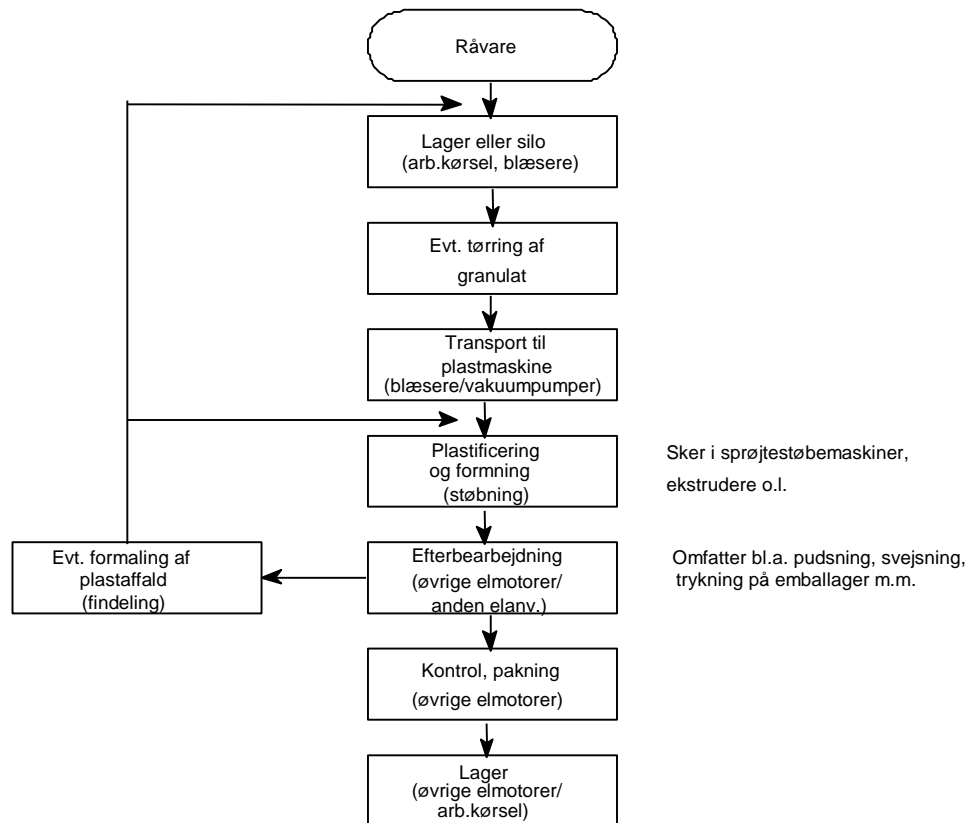 Råvare
Lager eller silo
(arb.kørsel, blæsere)
Evt. tørring af
granulat
Transport til
plastmaskine
(blæsere/vakuumpumper)
Plastificering
og formning
(støbning)
Sker i sprøjtestøbemaskiner,
ekstrudere o.l.
Evt. formaling af
plastaffald
(findeling)
Efterbearbejdning
(øvrige elmotorer/
anden elanv.)
Omfatter bl.a. pudsning, svejsning,
trykning på emballager m.m.
Kontrol, pakning
(øvrige elmotorer)
Lager
(øvrige elmotorer/
arb.kørsel)